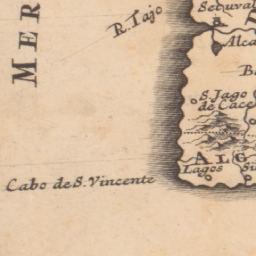 Setuval
R. Tajo
MER
Alca
S. Jago
de Cace
ALG
Lagos
Cabo de S. Vincente